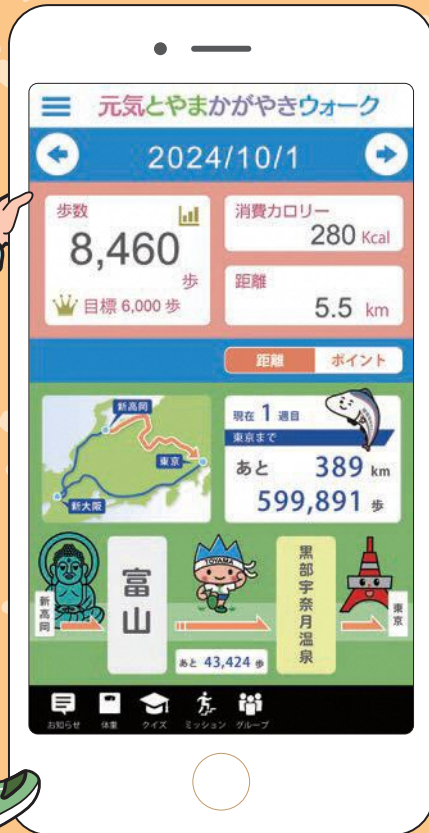 元気とやまかがやきウォーク
2024/10/1
歩数
8,460
歩
目標 6,000 歩
消費カロリー
280 Kcal
距離
5.5 km
距離 ポイント
新高岡
東京
新大阪
現在 1 週目
東京まで
あと 389 km
599,891 歩
新高岡
富山
TOYAMA
黒部宇奈月温泉
東京
あと 43,424 歩
お知らせ 体重 クイズ ミッション グループ